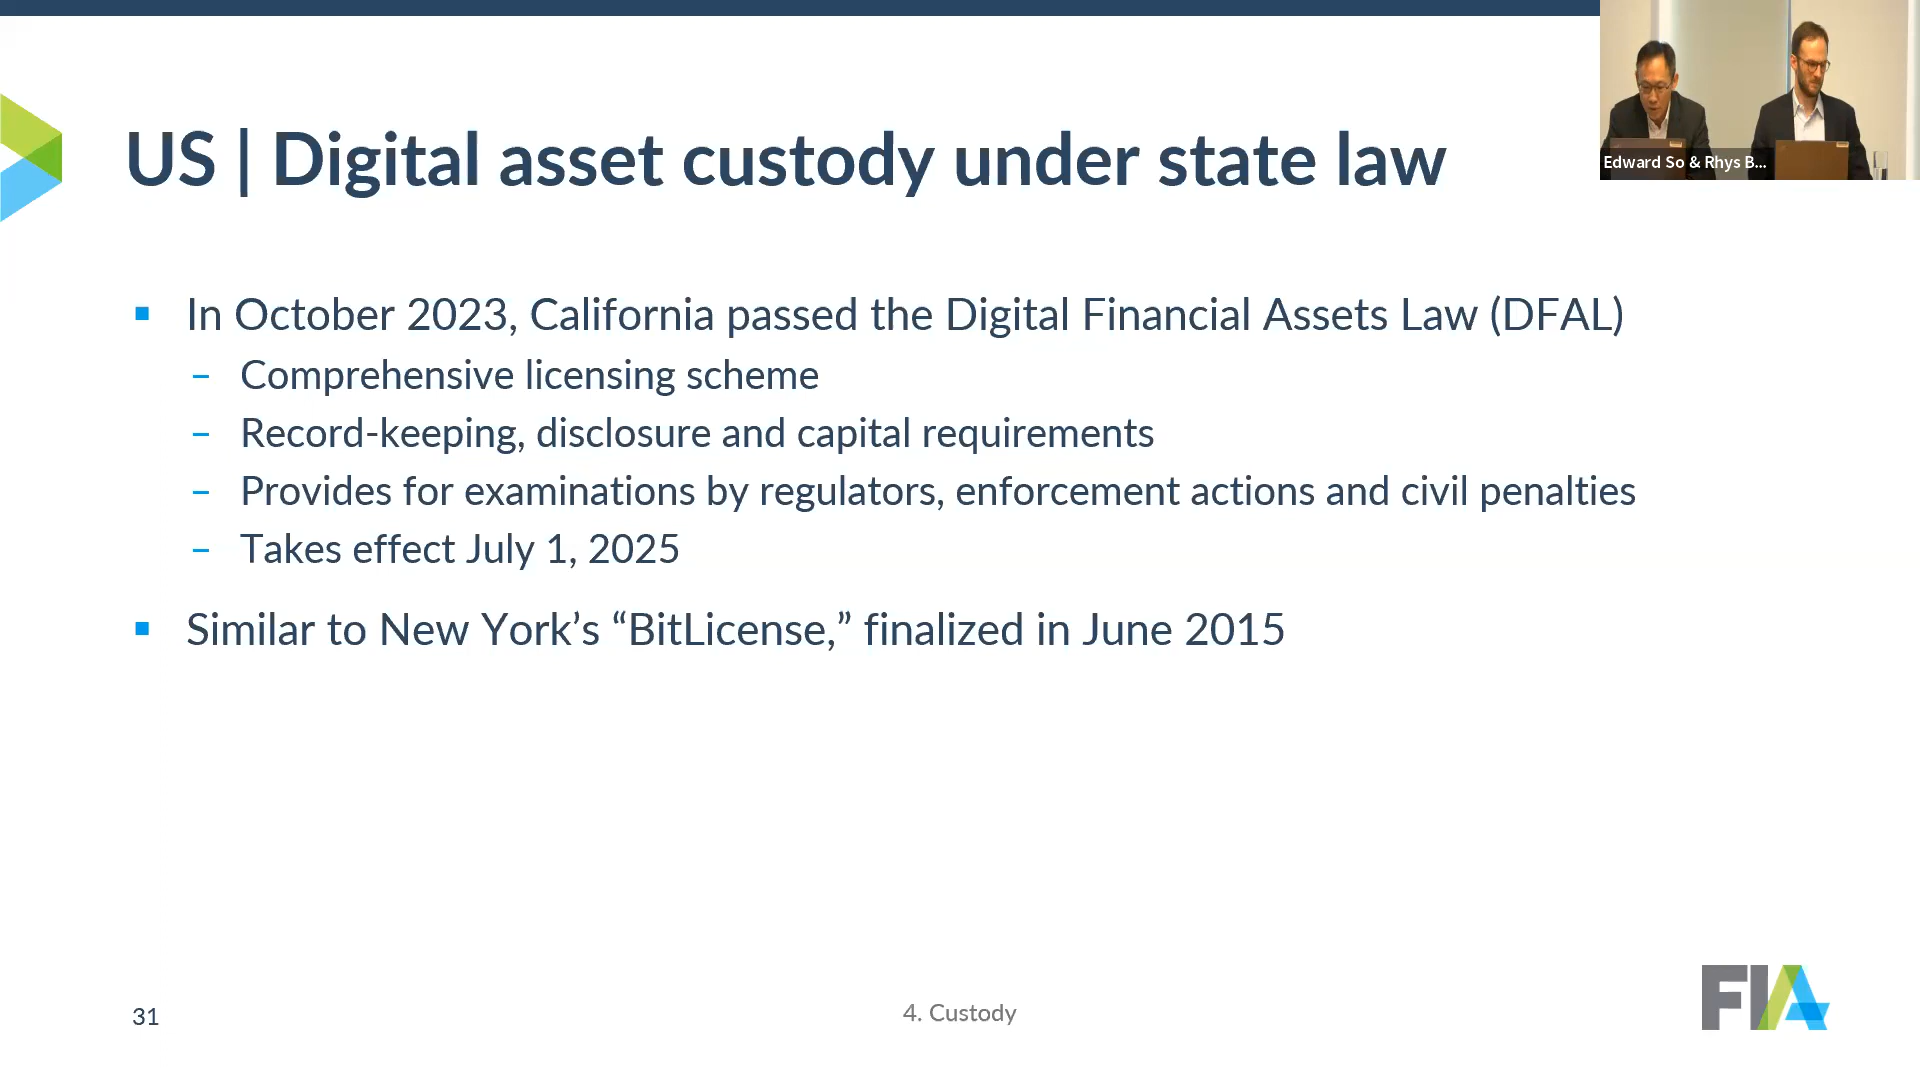 US | Digital asset custody under state law
Edward So & Rhys B...
In October 2023, California passed the Digital Financial Assets Law (DFAL)
– Comprehensive licensing scheme
– Record-keeping, disclosure and capital requirements
– Provides for examinations by regulators, enforcement actions and civil penalties
– Takes effect July 1, 2025
Similar to New York’s “BitLicense,” finalized in June 2015
31
4. Custody
FIA